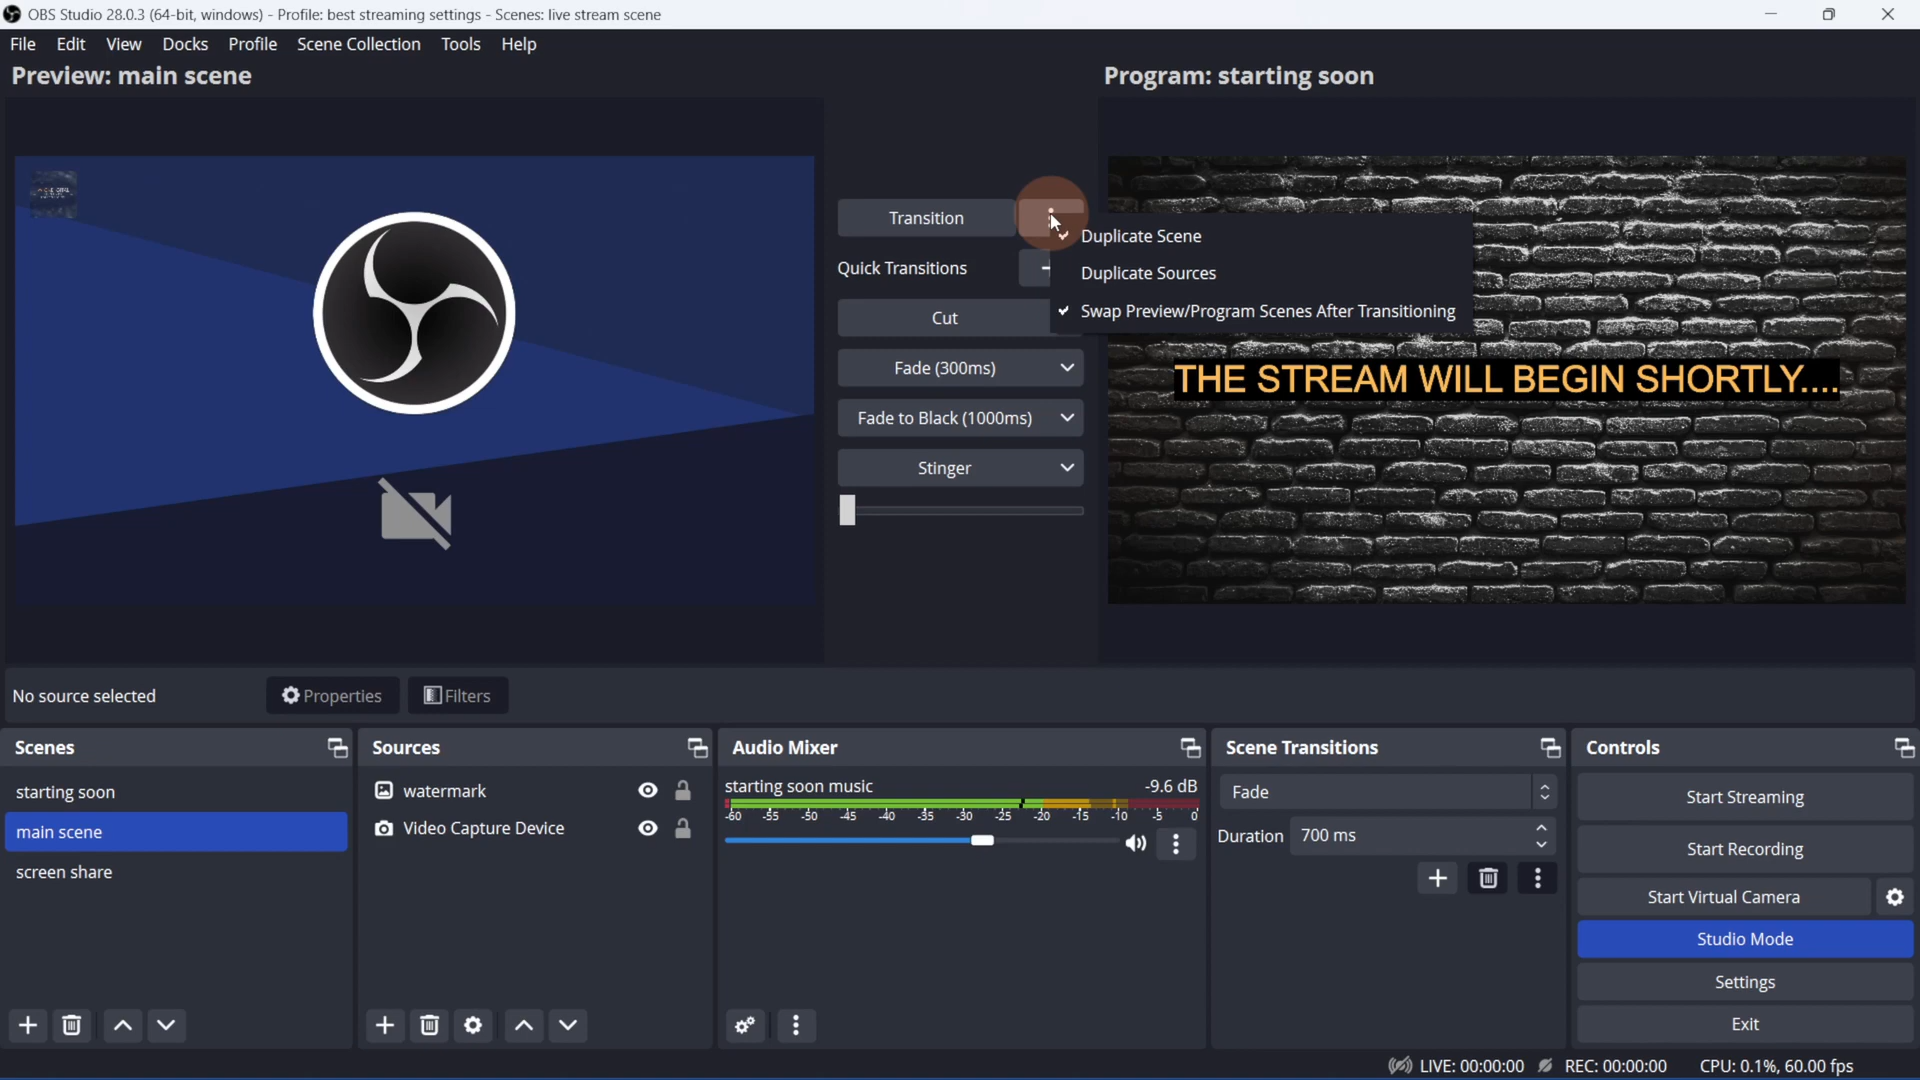 OBS Studio 28.0.3 (64-bit, windows) - Profile: best streaming settings - Scenes: live stream scene
File Edit View Docks Profile Scene Collection Tools Help
Preview: main scene
Program: starting soon
Transition
Duplicate Scene
Quick Transitions
Duplicate Sources
Cut
Swap Preview/Program Scenes After Transitioning
Fade (300ms)
THE STREAM WILL BEGIN SHORTLY....
Fade to Black (1000ms)
Stinger
No source selected
Properties
Filters
Scenes
starting soon
main scene
screen share
Sources
watermark
Video Capture Device
Audio Mixer
starting soon music -9.6 dB
-60 -55 -50 -45 -40 -35 -30 -25 -20 -15 -10 -5 0
Scene Transitions
Fade
Duration 700 ms
Controls
Start Streaming
Start Recording
Start Virtual Camera
Studio Mode
Settings
Exit
LIVE: 00:00:00 REC: 00:00:00 CPU: 0.1%, 60.00 fps